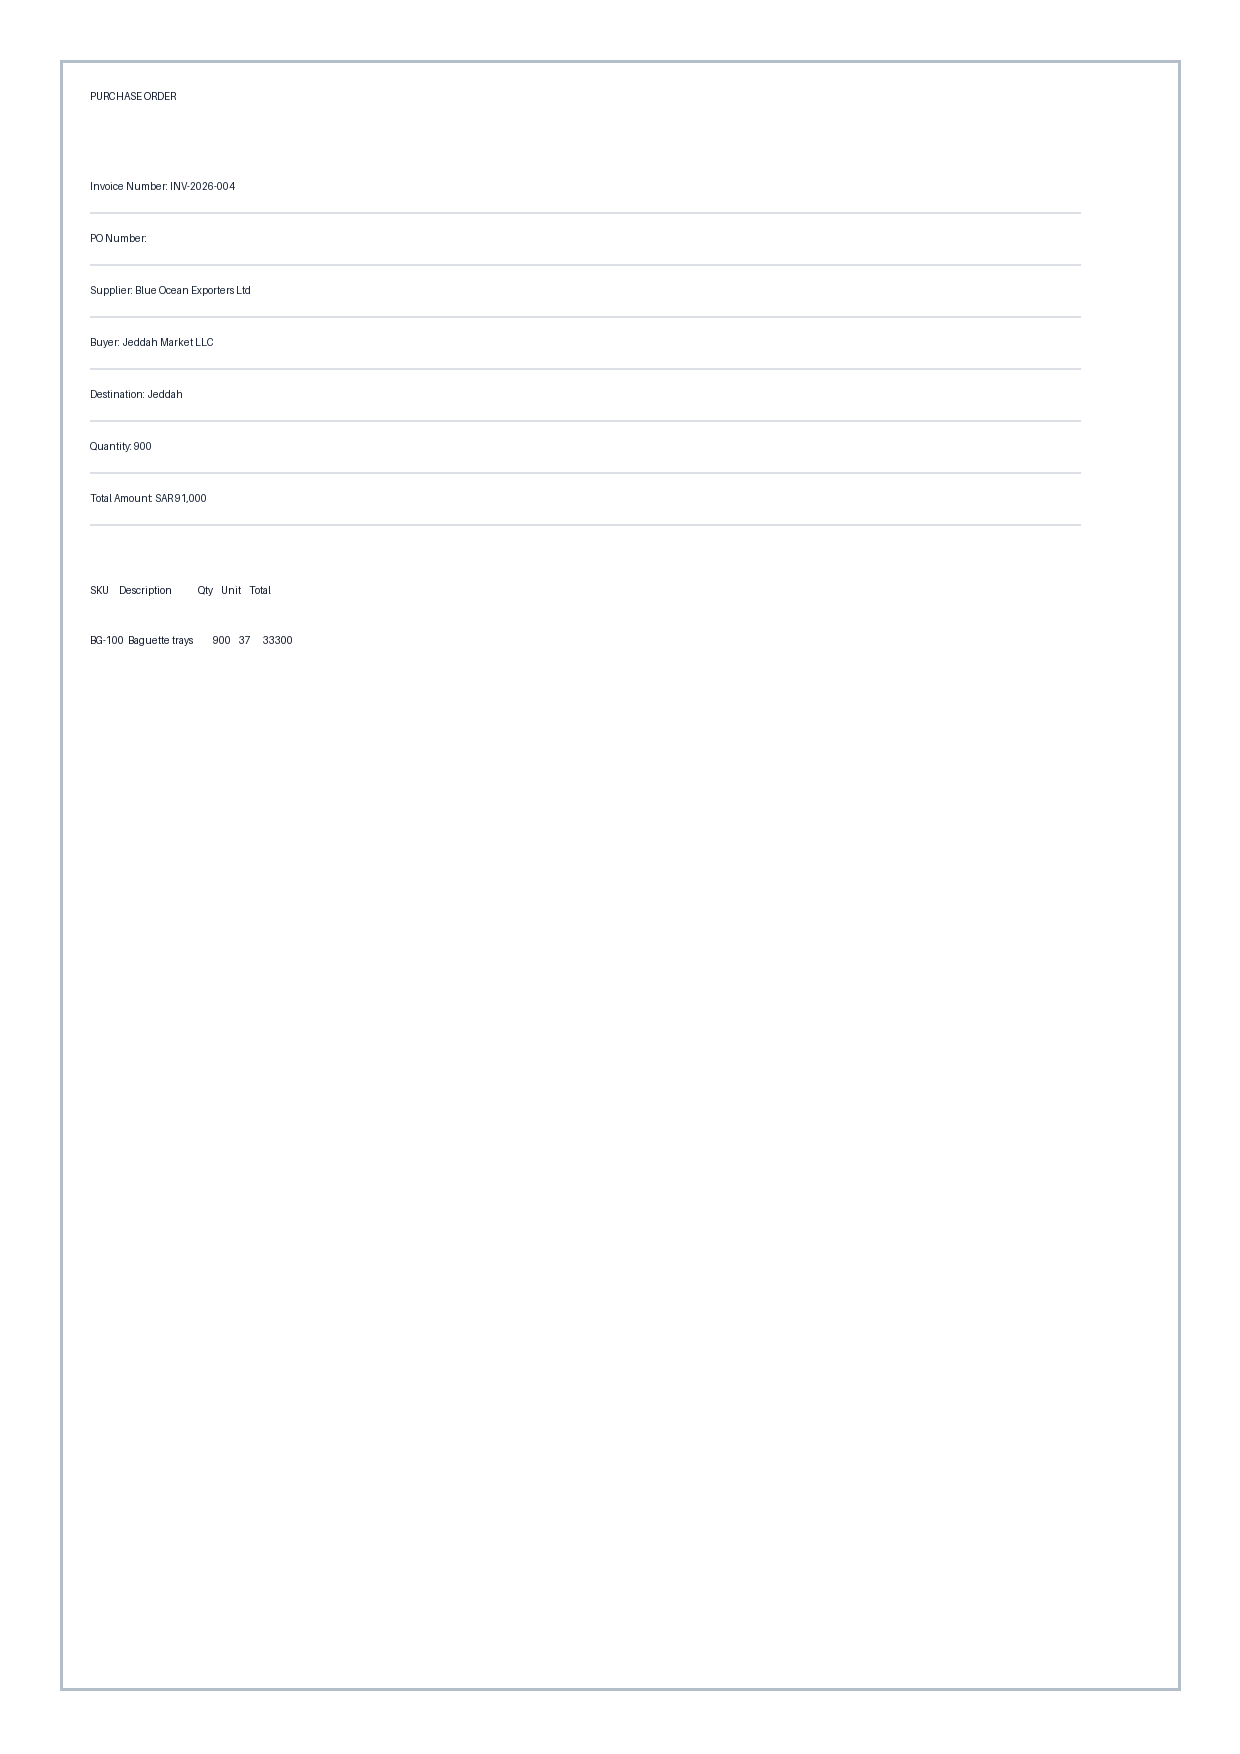 PURCHASE ORDER
Invoice Number: INV-2026-004
PO Number:
Supplier: Blue Ocean Exporters Ltd
Buyer: Jeddah Market LLC
Destination: Jeddah
Quantity: 900
Total Amount: SAR 91,000
SKU Description Qty Unit Total
BG-100 Baguette trays 900 37 33300